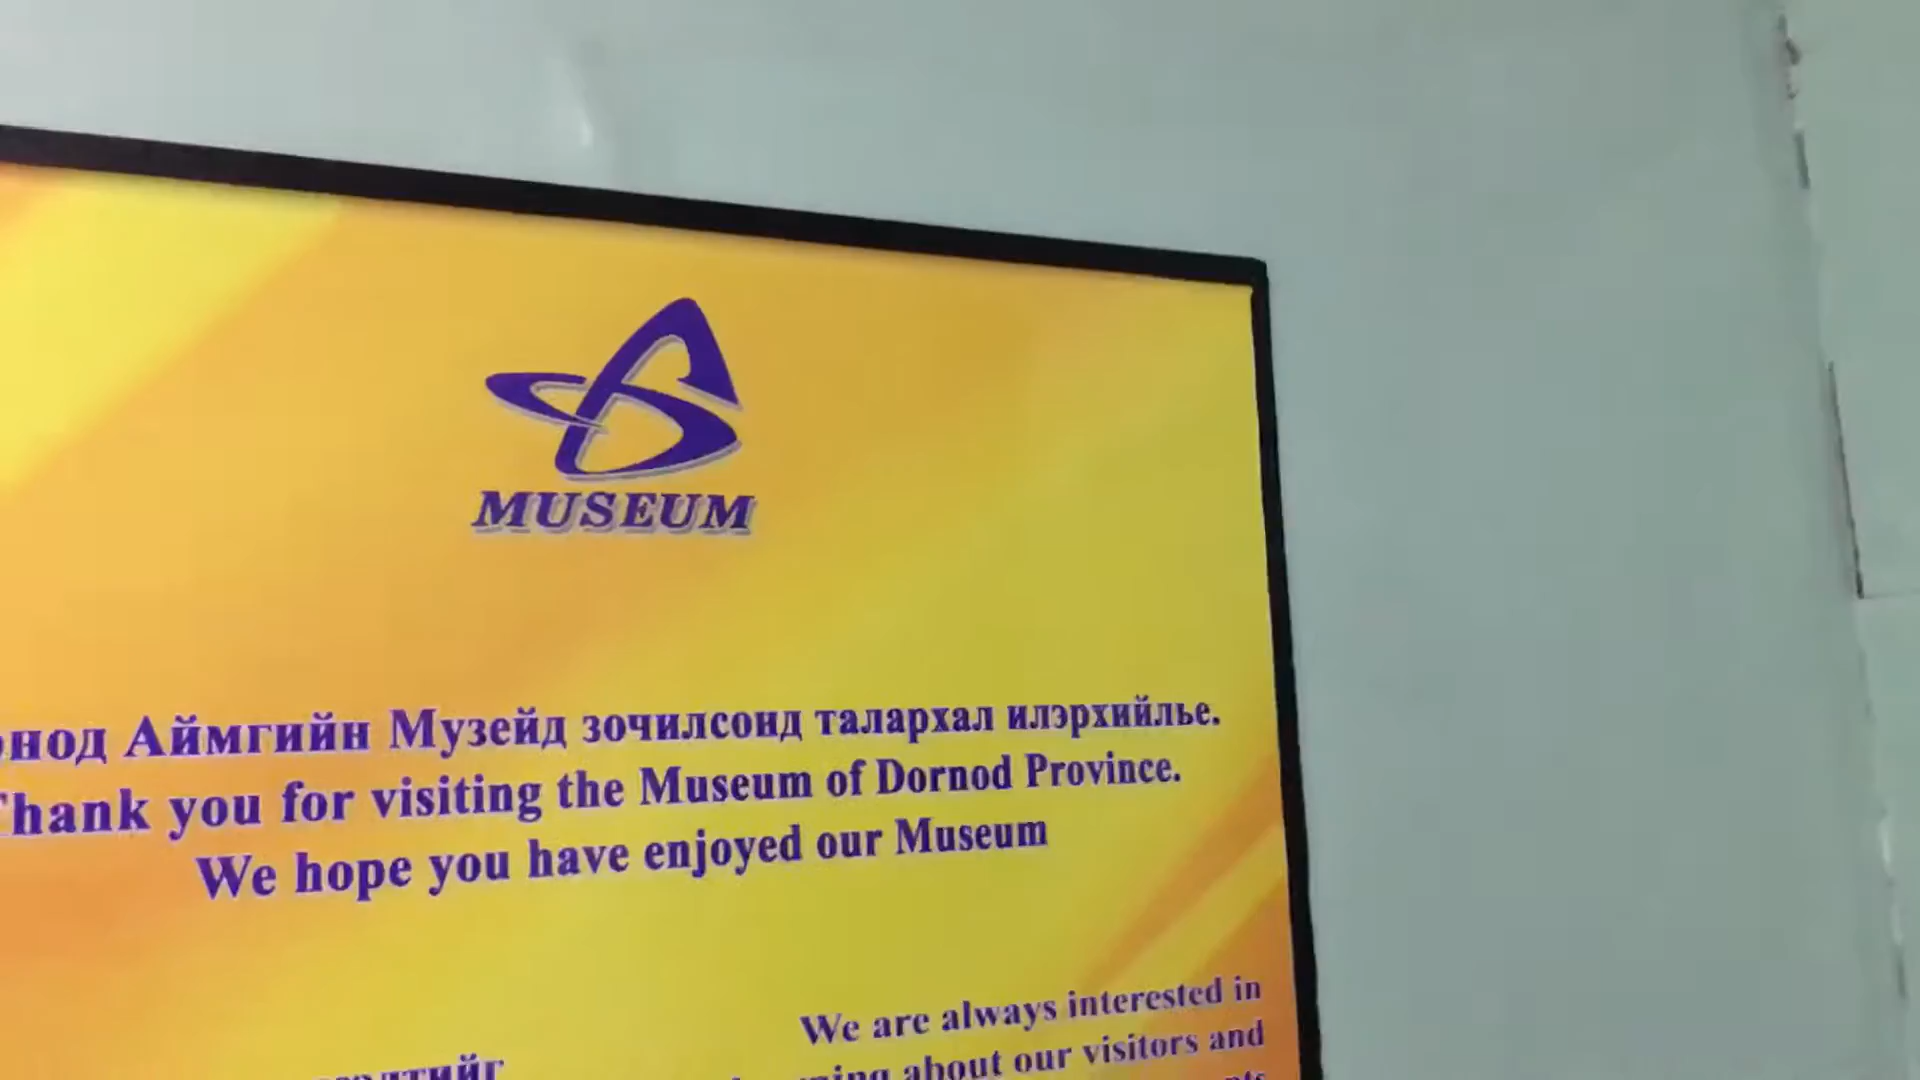 MUSEUM
Аймгийн Музейд зочилсонд талархал илэрхийлье.
Thank you for visiting the Museum of Dornod Province.
We hope you have enjoyed our Museum
We are always interested in
about our visitors and